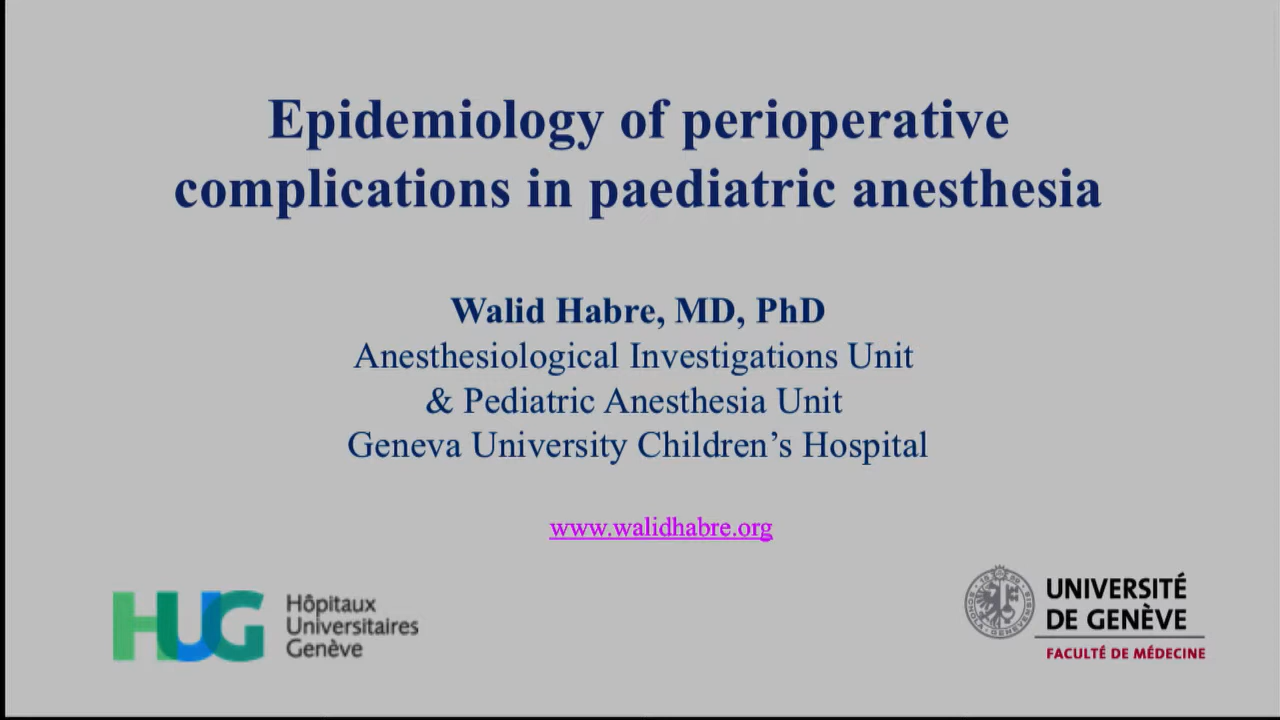 Epidemiology of perioperative
complications in paediatric anesthesia
Walid Habre, MD, PhD
Anesthesiological Investigations Unit
& Pediatric Anesthesia Unit
Geneva University Children’s Hospital
www.walidhabre.org
HUG
Hôpitaux
Universitaires
Genève
UNIVERSITÉ
DE GENÈVE
FACULTÉ DE MÉDECINE